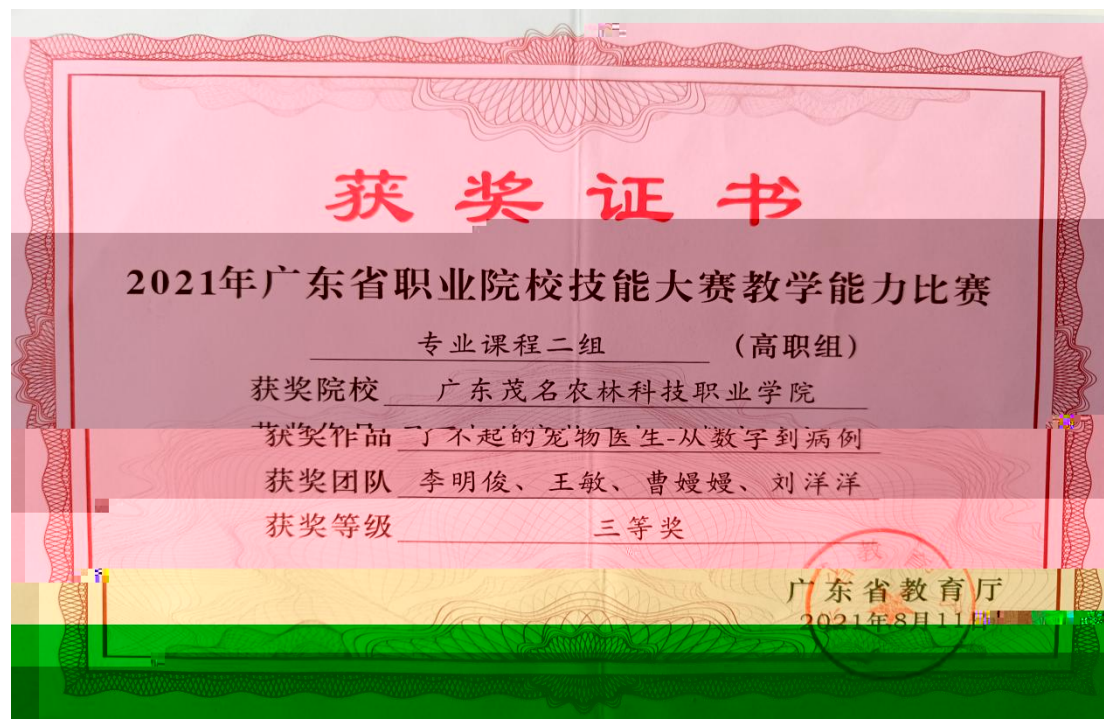 获奖证书
2021年广东省职业院校技能大赛教学能力比赛
专业课程二组 （高职组）
获奖院校 广东茂名农林科技职业学院
获奖作品 了不起的宠物医生-从数字到病例
获奖团队 李明俊、王敏、曹嫚嫚、刘洋洋
获奖等级 三等奖
广东省教育厅
2021年8月11日